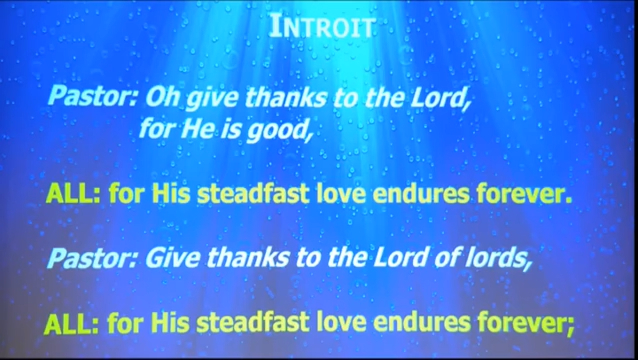 INTROIT
Pastor: Oh give thanks to the Lord,
for He is good,
ALL: for His steadfast love endures forever.
Pastor: Give thanks to the Lord of lords,
ALL: for His steadfast love endures forever;